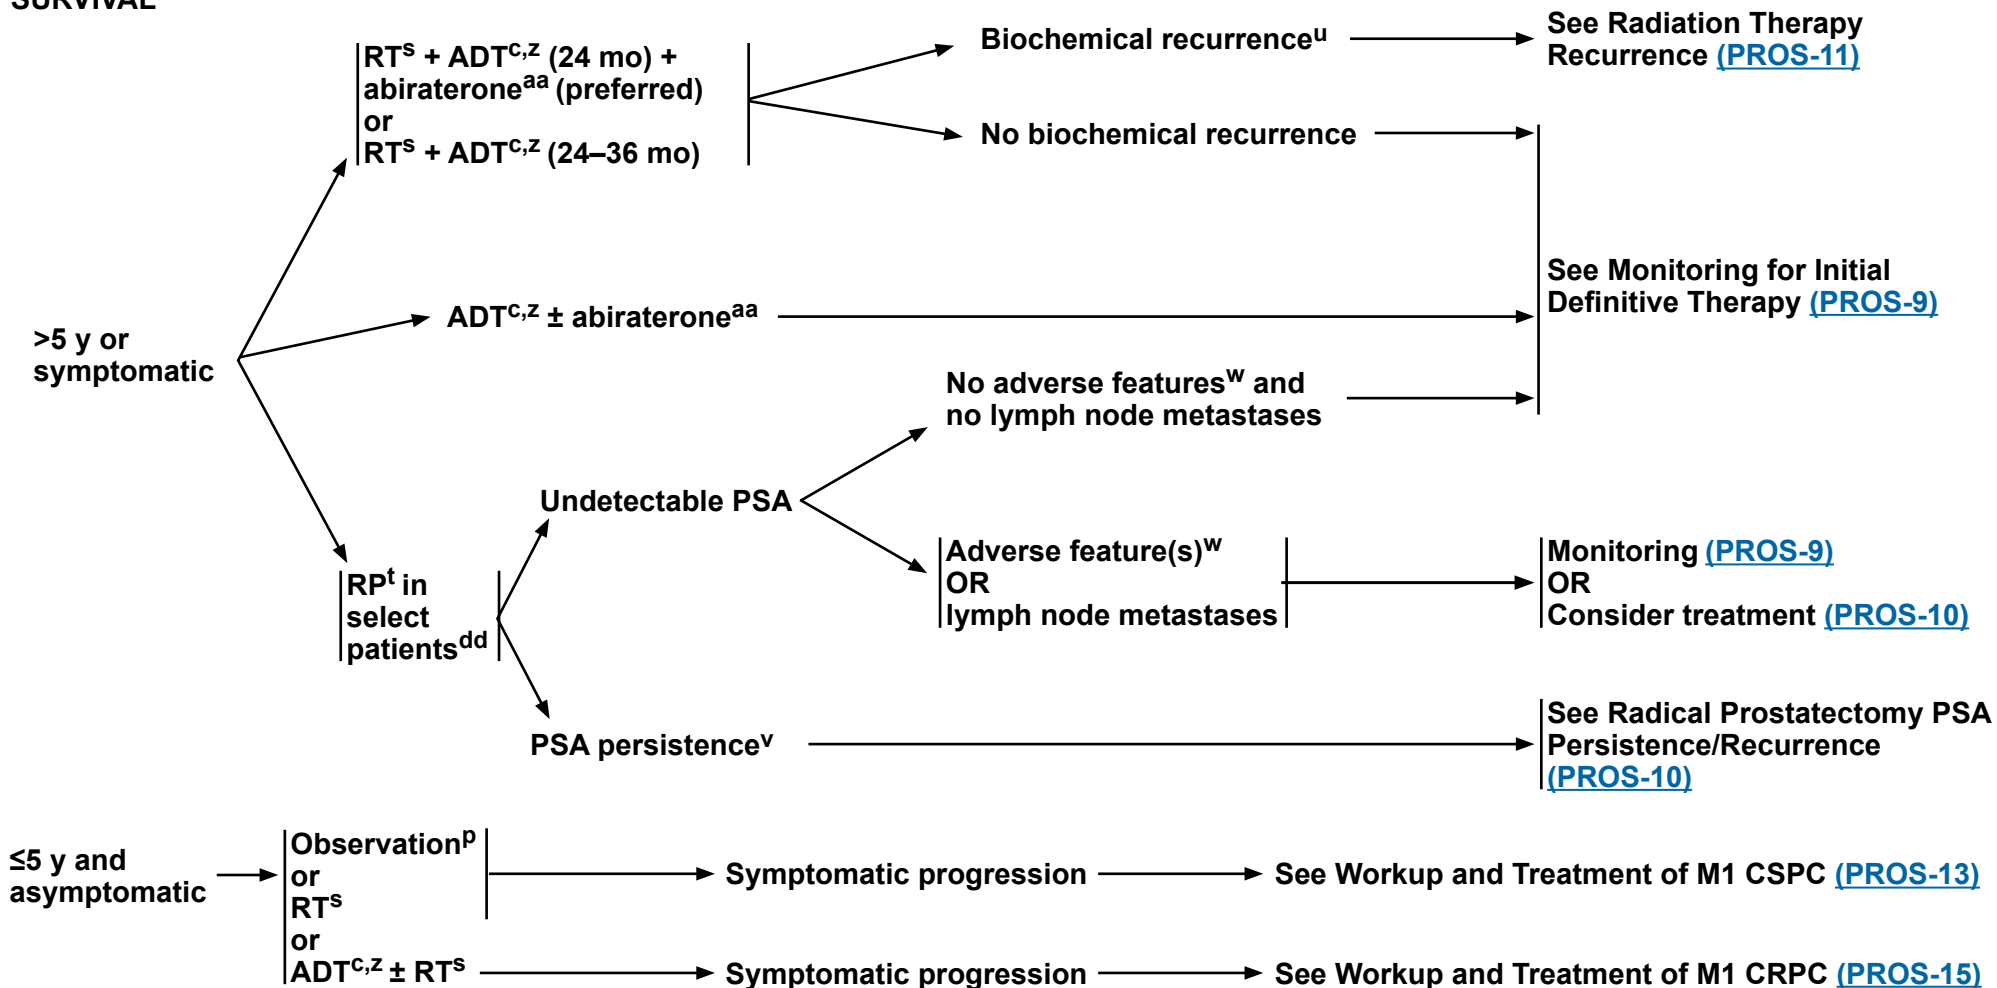 SURVIVAL
>5 y or
symptomatic
RTˢ + ADTᶜ,ᶻ (24 mo) +
abirateroneᵃᵃ (preferred)
or
RTˢ + ADTᶜ,ᶻ (24–36 mo)
Biochemical recurrenceᵘ
See Radiation Therapy
Recurrence (PROS-11)
No biochemical recurrence
ADTᶜ,ᶻ ± abirateroneᵃᵃ
See Monitoring for Initial
Definitive Therapy (PROS-9)
RPᵗ in
select
patientsᵈᵈ
Undetectable PSA
No adverse featuresʷ and
no lymph node metastases
Adverse feature(s)ʷ
OR
lymph node metastases
Monitoring (PROS-9)
OR
Consider treatment (PROS-10)
PSA persistenceᵛ
See Radical Prostatectomy PSA
Persistence/Recurrence
(PROS-10)
≤5 y and
asymptomatic
Observationᵖ
or
RTˢ
or
ADTᶜ,ᶻ ± RTˢ
Symptomatic progression
See Workup and Treatment of M1 CSPC (PROS-13)
Symptomatic progression
See Workup and Treatment of M1 CRPC (PROS-15)